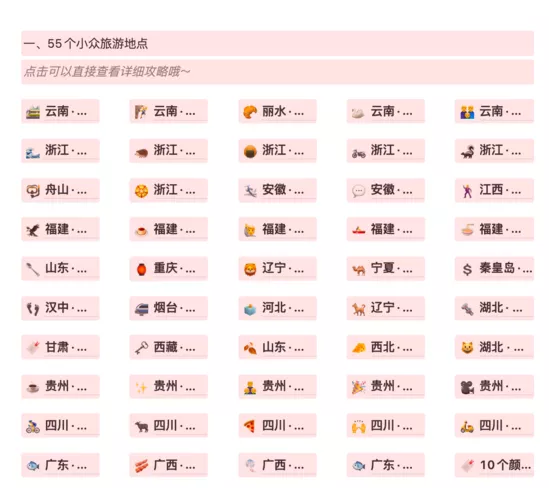 一、55个小众旅游地点
点击可以直接查看详细攻略哦～
云南·... 云南·... 丽水·... 云南·... 云南·...
浙江·... 浙江·... 浙江·... 浙江·... 浙江·...
舟山·... 浙江·... 安徽·... 安徽·... 江西·...
福建·... 福建·... 福建·... 福建·... 福建·...
山东·... 重庆·... 辽宁·... 宁夏·... 秦皇岛·...
汉中·... 烟台·... 河北·... 辽宁·... 湖北·...
甘肃·... 西藏·... 山东·... 西北·... 湖北·...
贵州·... 贵州·... 贵州·... 贵州·... 贵州·...
四川·... 四川·... 四川·... 四川·... 四川·...
广东·... 广西·... 广西·... 广东·... 10个颜...